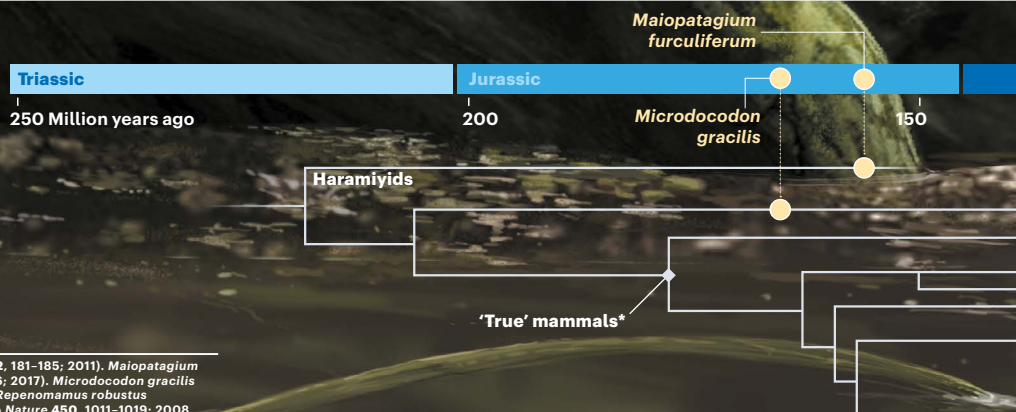 Maiopatagium
furculiferum
Triassic
Jurassic
250 Million years ago
200
150
Microdocodon
gracilis
Haramiyids
‘True’ mammals*
181–185; 2011). Maiopatagium
2017). Microdocodon gracilis
Repenomamus robustus
Nature 450, 1011–1019; 2008